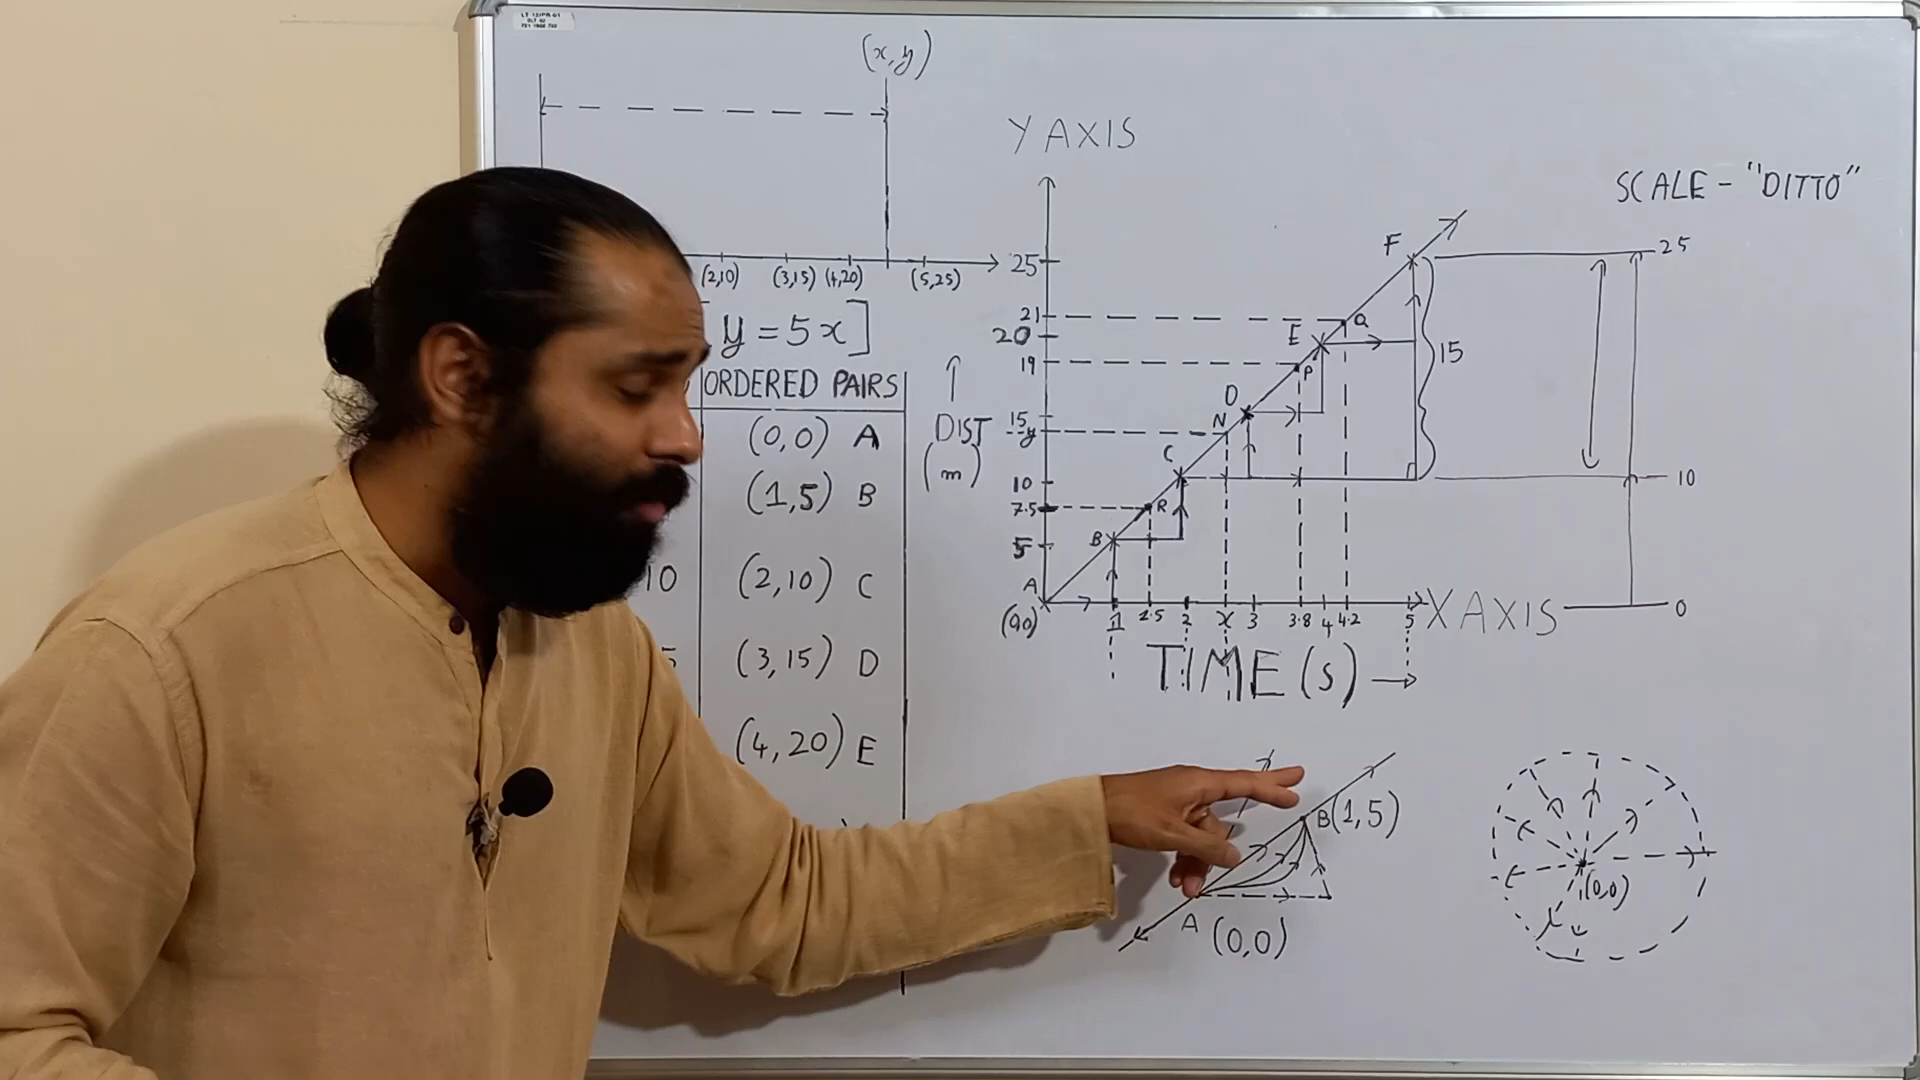 (x,y)
(2,10) (3,15) (4,20) (5,25)
[y = 5x]
ORDERED PAIRS
(0,0) A
(1,5) B
10 (2,10) C
5 (3,15) D
(4,20) E
Y AXIS
SCALE - "DITTO"
DIST
(m)
25
21
20
19
15
y
10
7.5
5
A
(0,0)
B
R
C
N
D
P
E
Q
F
15
25
10
0
1 1.5 2 x 3 3.8 4 4.2 5
X AXIS
TIME (s)
B(1,5)
A (0,0)
(0,0)